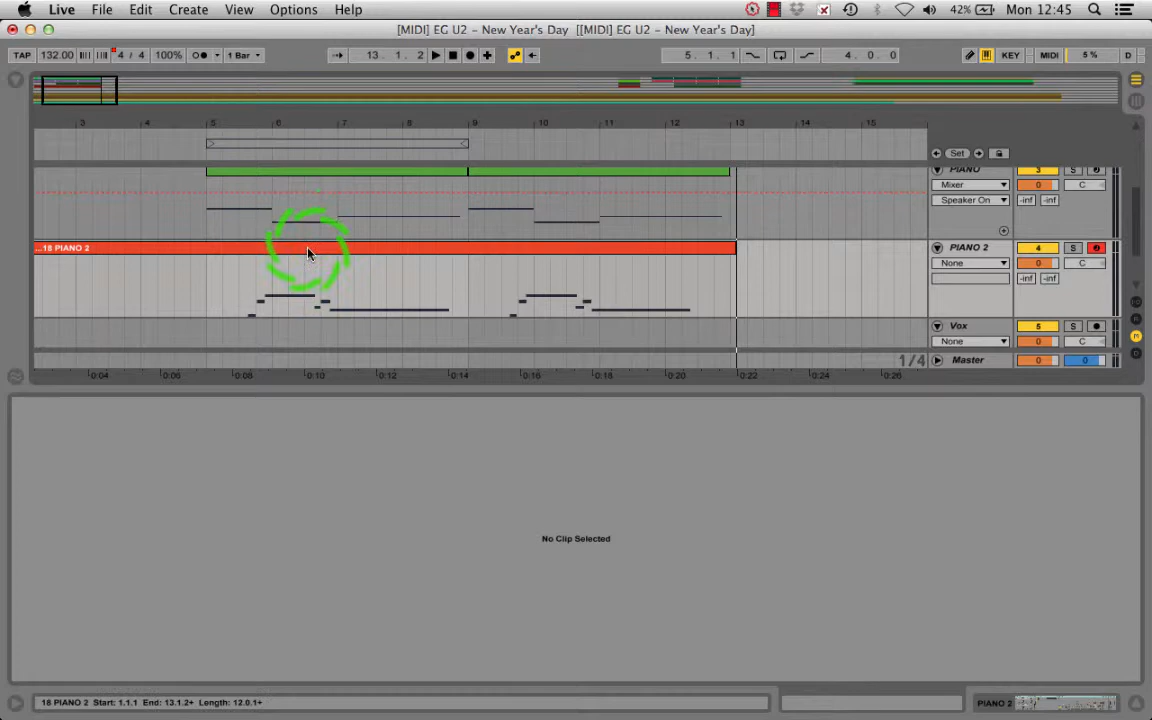 Live File Edit Create View Options Help 42% Mon 12:45
[MIDI] EG U2 – New Year's Day [[MIDI] EG U2 – New Year's Day]
TAP 132.00 4 / 4 100% 1 Bar 13. 1. 2 5. 1. 1 4. 0. 0 KEY MIDI 5 % D
3 4 5 6 7 8 9 10 11 12 13 14 15
Set
PIANO 3 S
Mixer 0 C
Speaker On -inf -inf
...18 PIANO 2 PIANO 2 4 S
None 0 C
-inf -inf
Vox 5 S
None 0 C
1/4 Master 0 0
0:04 0:06 0:08 0:10 0:12 0:14 0:16 0:18 0:20 0:22 0:24 0:26
No Clip Selected
18 PIANO 2 Start: 1.1.1 End: 13.1.2+ Length: 12.0.1+ PIANO 2